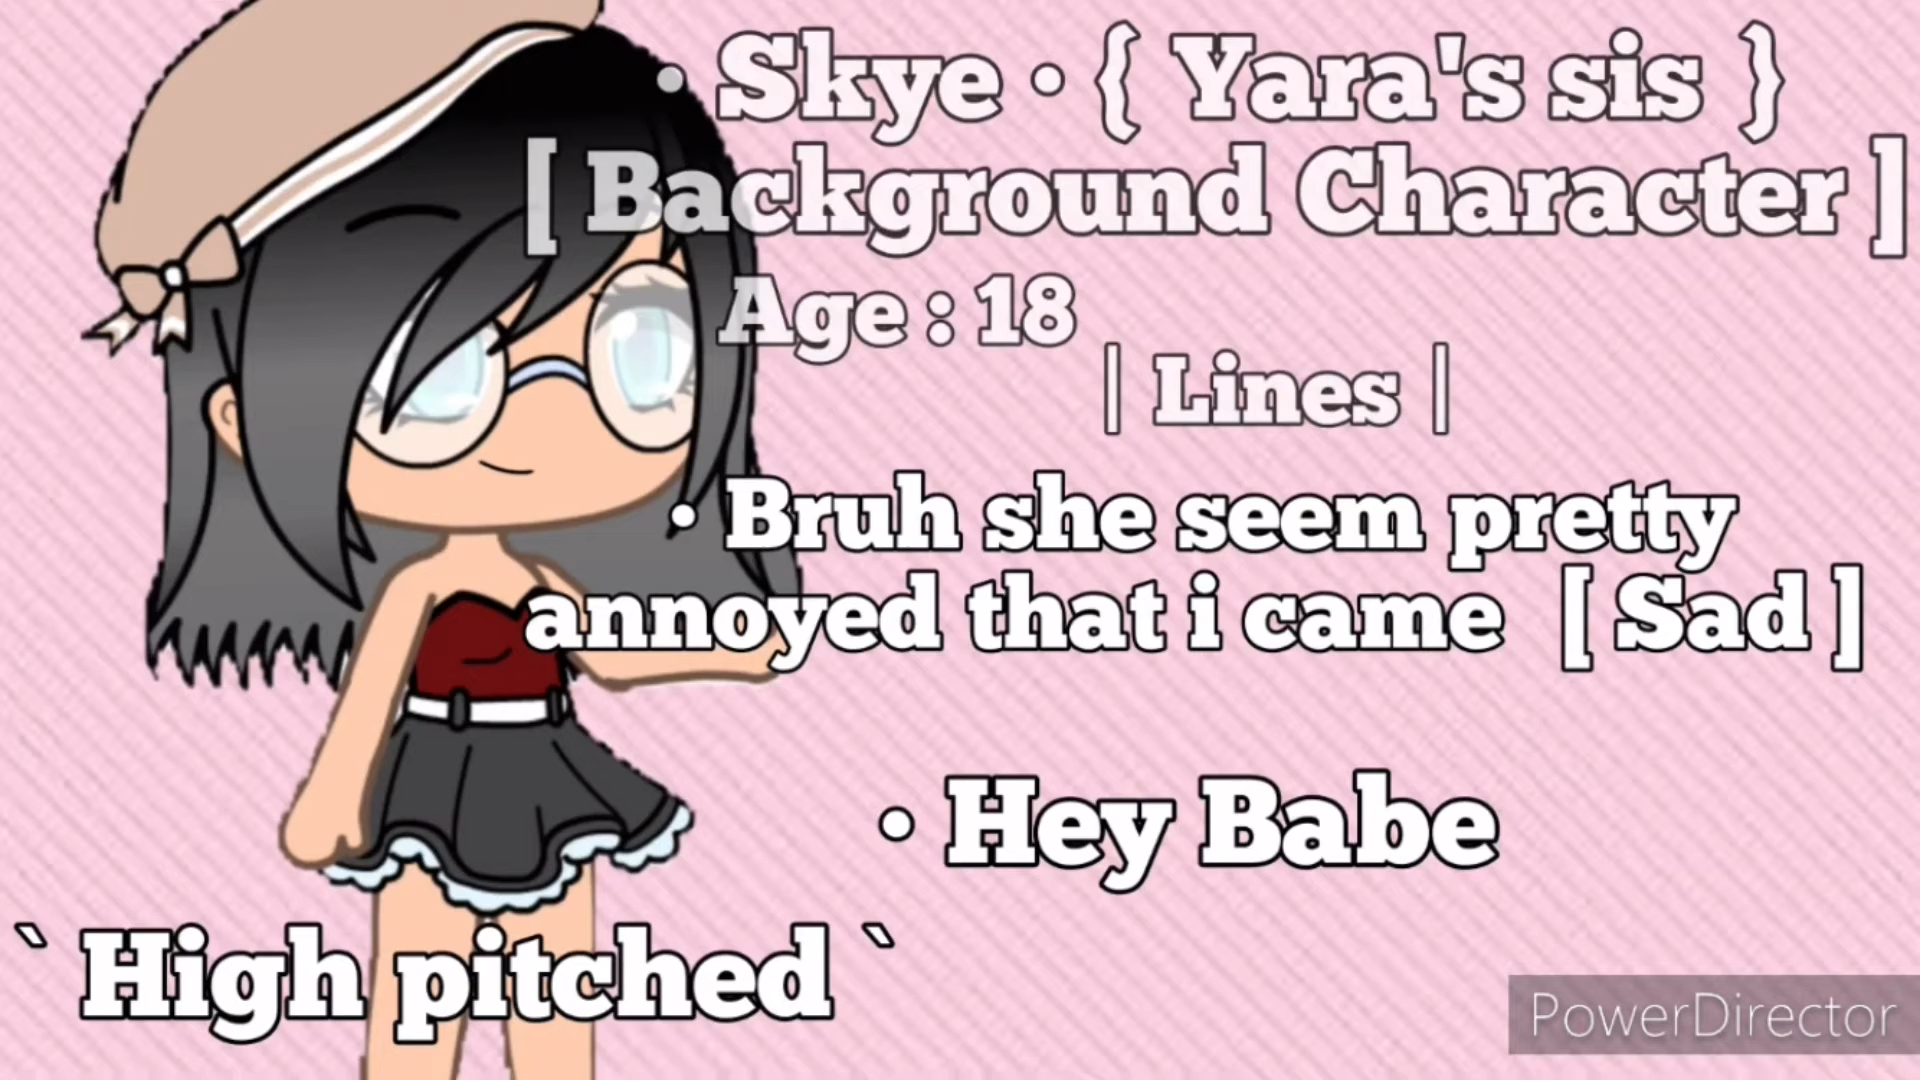 • Skye • { Yara's sis }
[ Background Character ]
Age : 18
| Lines |
• Bruh she seem pretty
annoyed that i came [ Sad ]
• Hey Babe
` High pitched `
PowerDirector